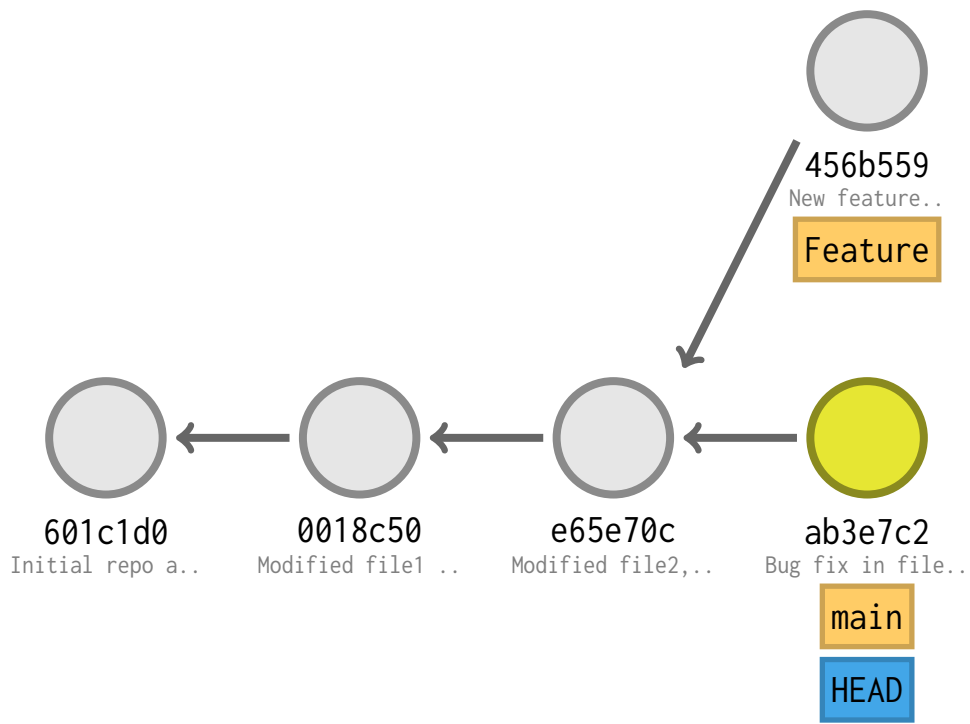 456b559
New feature..
Feature
601c1d0
Initial repo a..
0018c50
Modified file1 ..
e65e70c
Modified file2,..
ab3e7c2
Bug fix in file..
main
HEAD